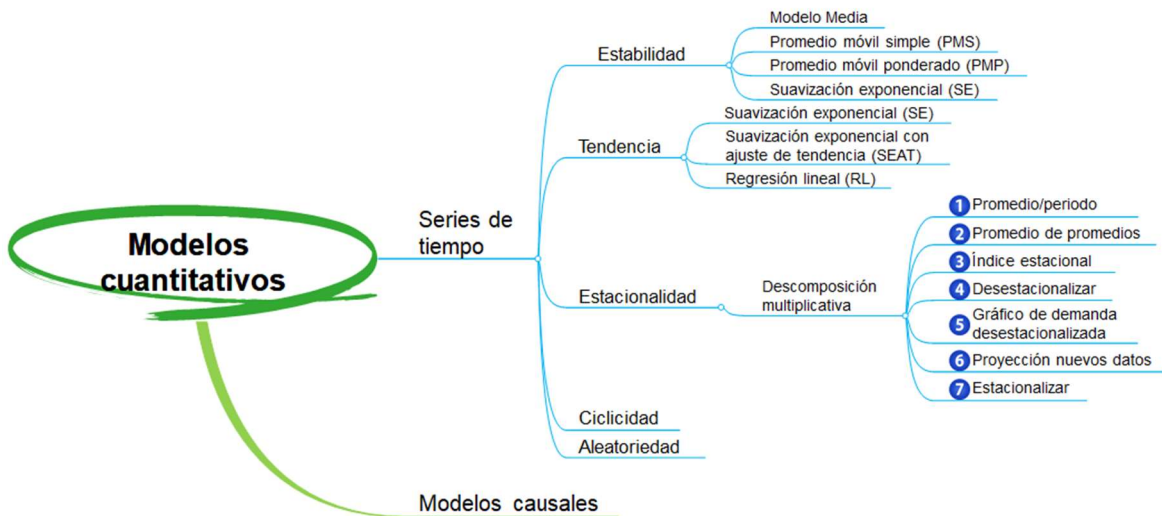 Modelos
cuantitativos
Series de
tiempo
Estabilidad
Modelo Media
Promedio móvil simple (PMS)
Promedio móvil ponderado (PMP)
Suavización exponencial (SE)
Tendencia
Suavización exponencial (SE)
Suavización exponencial con
ajuste de tendencia (SEAT)
Regresión lineal (RL)
Estacionalidad
Descomposición
multiplicativa
1 Promedio/periodo
2 Promedio de promedios
3 Índice estacional
4 Desestacionalizar
5 Gráfico de demanda
desestacionalizada
6 Proyección nuevos datos
7 Estacionalizar
Ciclicidad
Aleatoriedad
Modelos causales